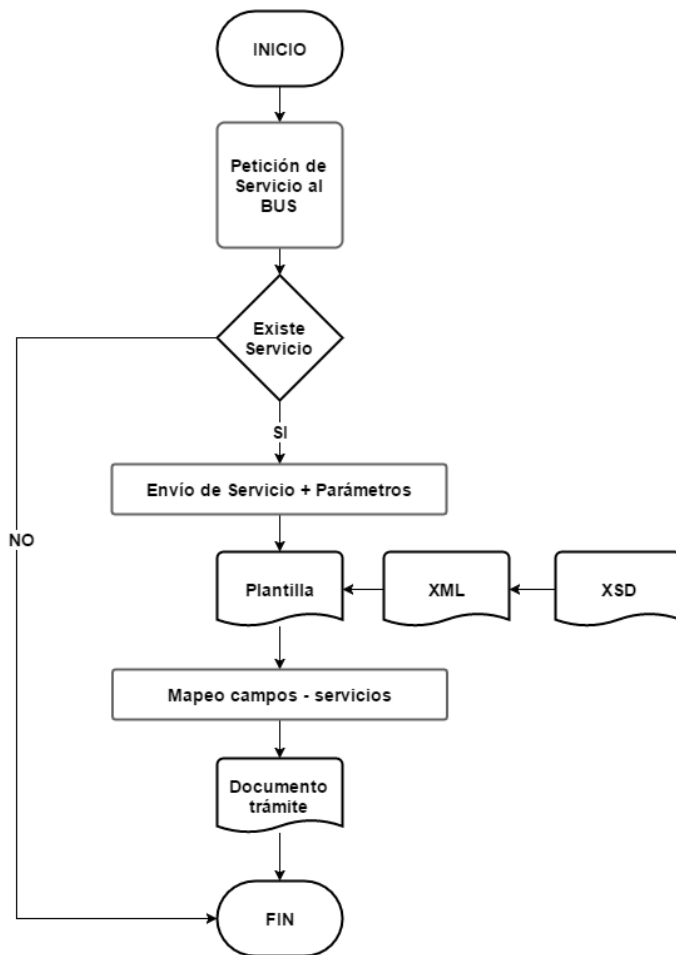 INICIO
Petición de
Servicio al
BUS
Existe
Servicio
SI
Envío de Servicio + Parámetros
NO
Plantilla
XML
XSD
Mapeo campos - servicios
Documento
trámite
FIN